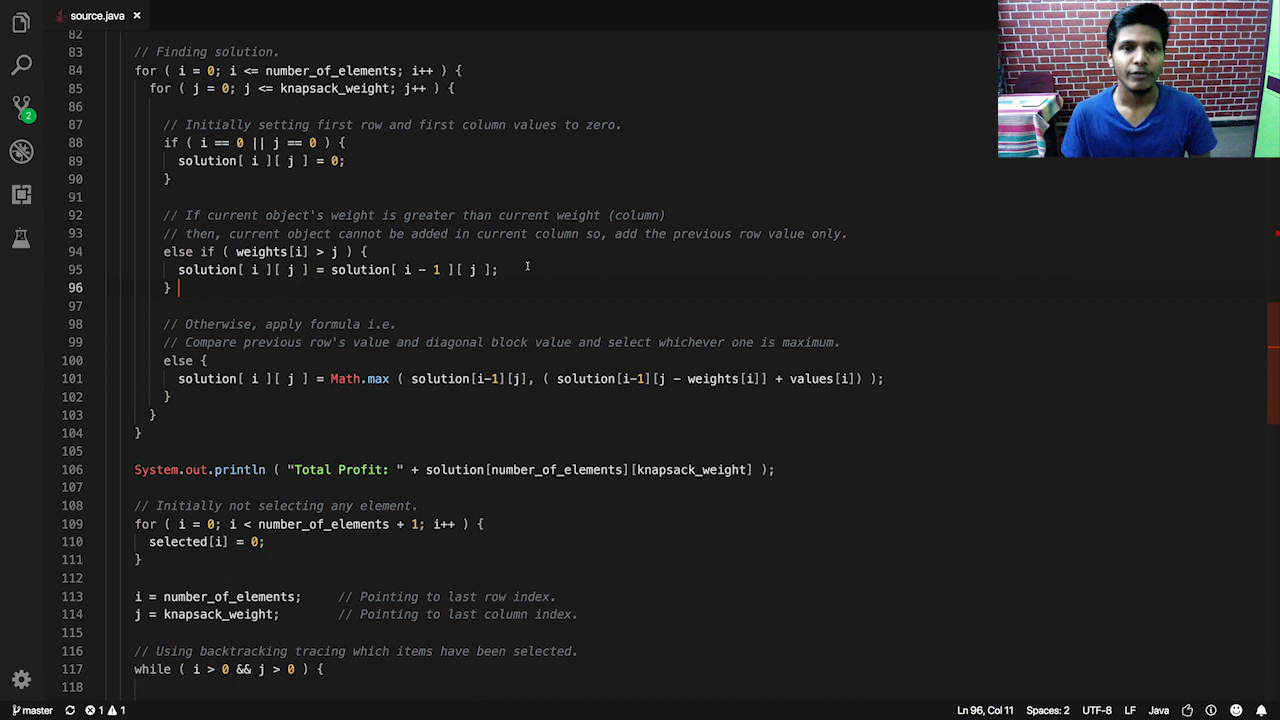 source.java ×
82
83 // Finding solution.
84 for ( i = 0; i <= number_of_elements; i++ ) {
85 for ( j = 0; j <= knapsack_weight; j++ ) {
86
87 // Initially setting first row and first column values to zero.
88 if ( i == 0 || j == 0 ) {
89 solution[ i ][ j ] = 0;
90 }
91
92 // If current object's weight is greater than current weight (column)
93 // then, current object cannot be added in current column so, add the previous row value only.
94 else if ( weights[i] > j ) {
95 solution[ i ][ j ] = solution[ i - 1 ][ j ];
96 }
97
98 // Otherwise, apply formula i.e.
99 // Compare previous row's value and diagonal block value and select whichever one is maximum.
100 else {
101 solution[ i ][ j ] = Math.max ( solution[i-1][j], ( solution[i-1][j - weights[i]] + values[i]) );
102 }
103 }
104 }
105
106 System.out.println ( "Total Profit: " + solution[number_of_elements][knapsack_weight] );
107
108 // Initially not selecting any element.
109 for ( i = 0; i < number_of_elements + 1; i++ ) {
110 selected[i] = 0;
111 }
112
113 i = number_of_elements; // Pointing to last row index.
114 j = knapsack_weight; // Pointing to last column index.
115
116 // Using backtracking tracing which items have been selected.
117 while ( i > 0 && j > 0 ) {
118
2
master 1 1 Ln 96, Col 11 Spaces: 2 UTF-8 LF Java